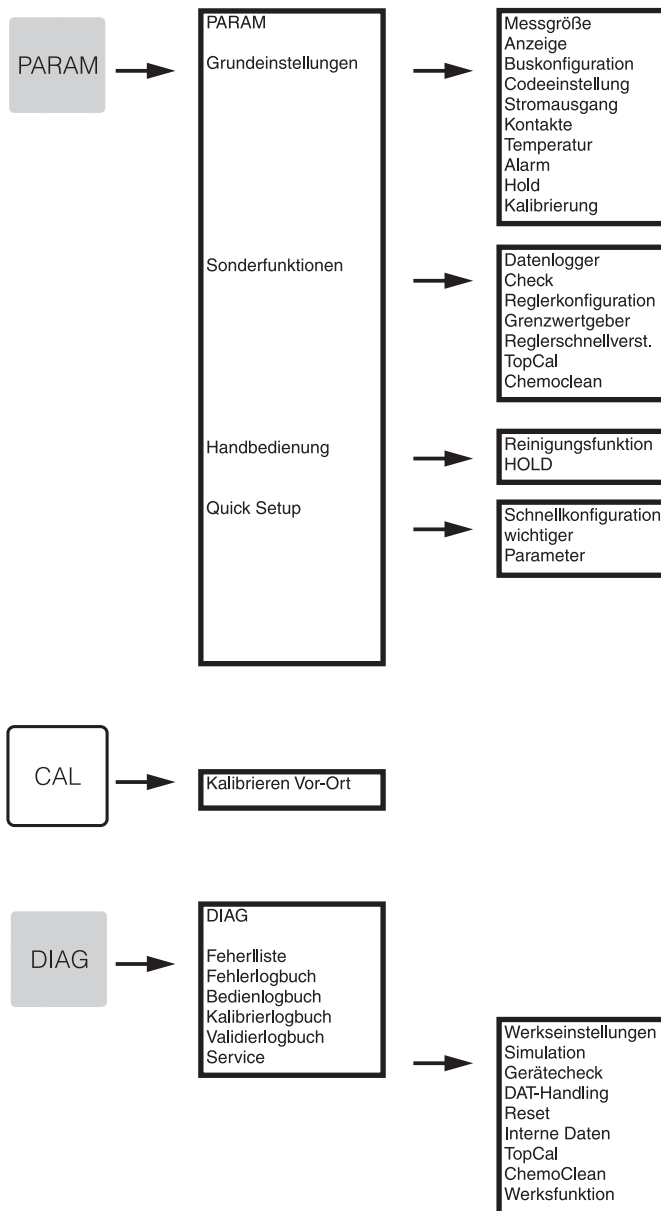 PARAM
PARAM
Grundeinstellungen
Messgröße
Anzeige
Buskonfiguration
Codeeinstellung
Stromausgang
Kontakte
Temperatur
Alarm
Hold
Kalibrierung
Sonderfunktionen
Datenlogger
Check
Reglerkonfiguration
Grenzwertgeber
Reglerschnellverst.
TopCal
Chemoclean
Handbedienung
Reinigungsfunktion
HOLD
Quick Setup
Schnellkonfiguration
wichtiger
Parameter
CAL
Kalibrieren Vor-Ort
DIAG
DIAG
Feherlliste
Fehlerlogbuch
Bedienlogbuch
Kalibrierlogbuch
Validierlogbuch
Service
Werkseinstellungen
Simulation
Gerätecheck
DAT-Handling
Reset
Interne Daten
TopCal
ChemoClean
Werksfunktion